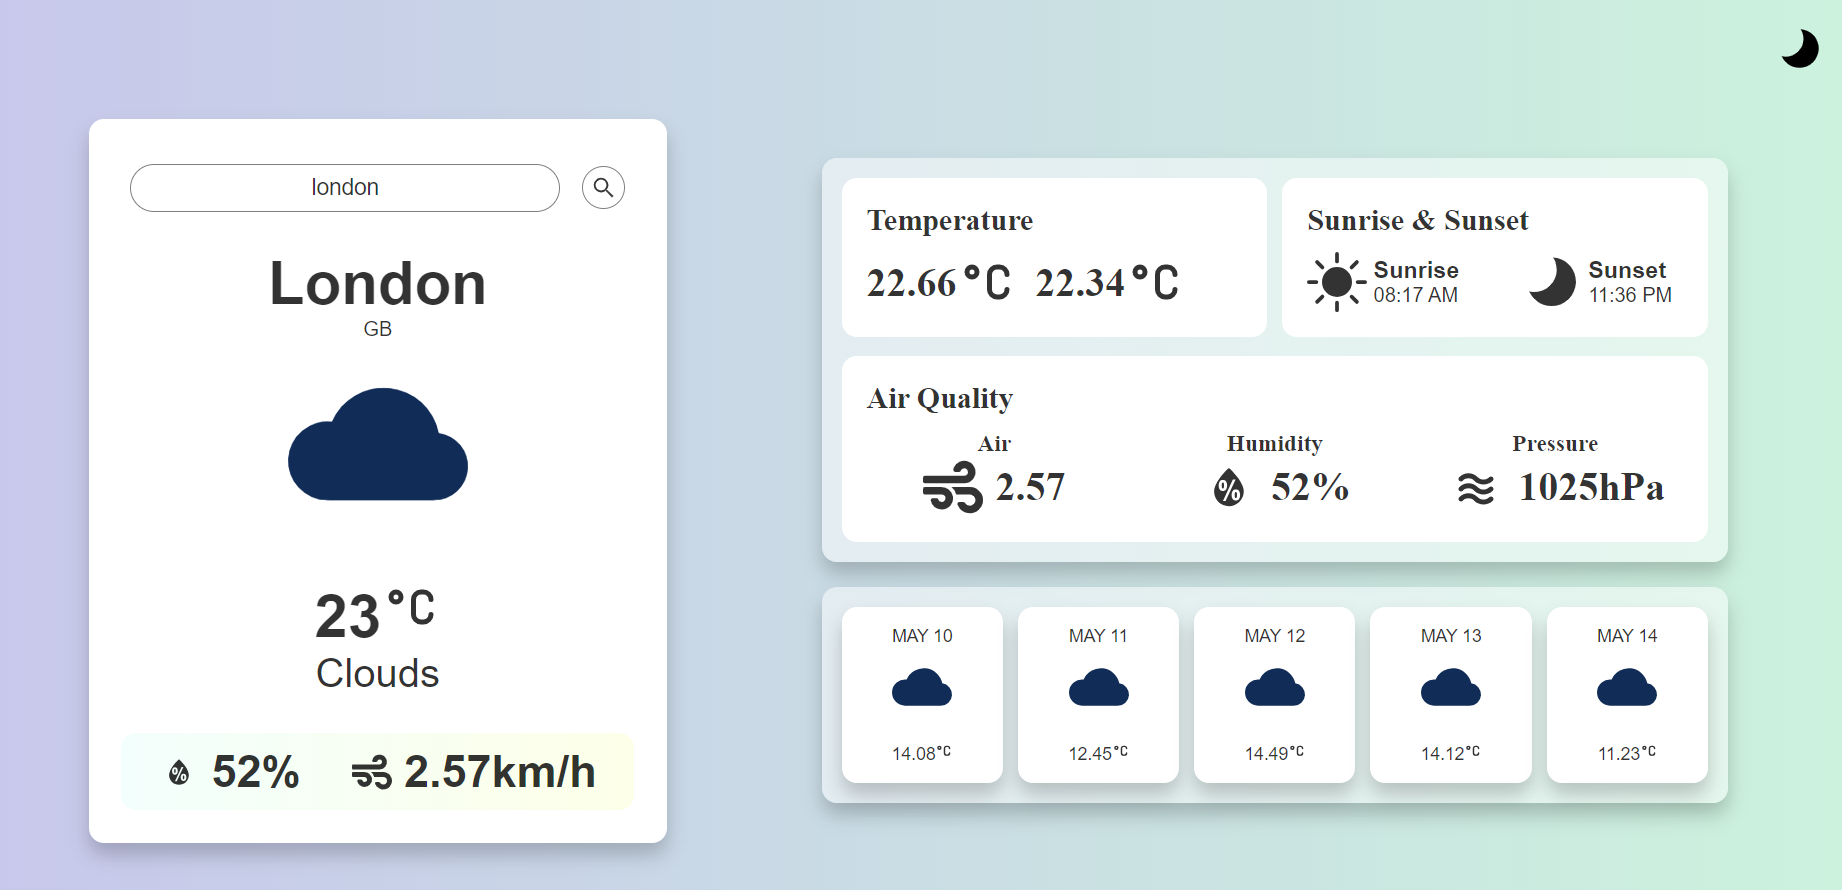 london
London
GB
23°C
Clouds
52% 2.57km/h
Temperature
22.66°C 22.34°C
Sunrise & Sunset
Sunrise
08:17 AM
Sunset
11:36 PM
Air Quality
Air
2.57
Humidity
% 52%
Pressure
1025hPa
MAY 10
14.08°C
MAY 11
12.45°C
MAY 12
14.49°C
MAY 13
14.12°C
MAY 14
11.23°C